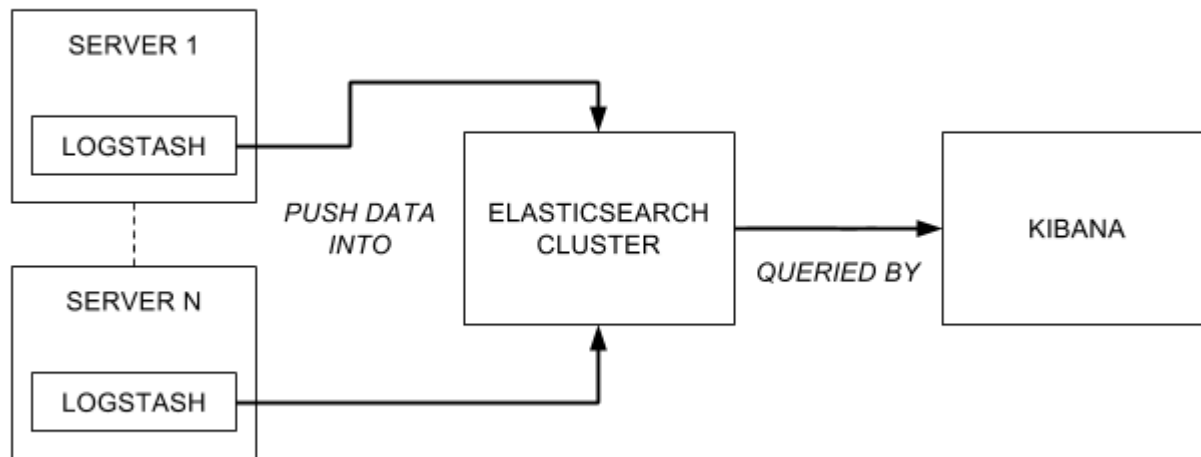 SERVER 1
LOGSTASH
PUSH DATA
INTO
ELASTICSEARCH
CLUSTER
QUERIED BY
KIBANA
SERVER N
LOGSTASH